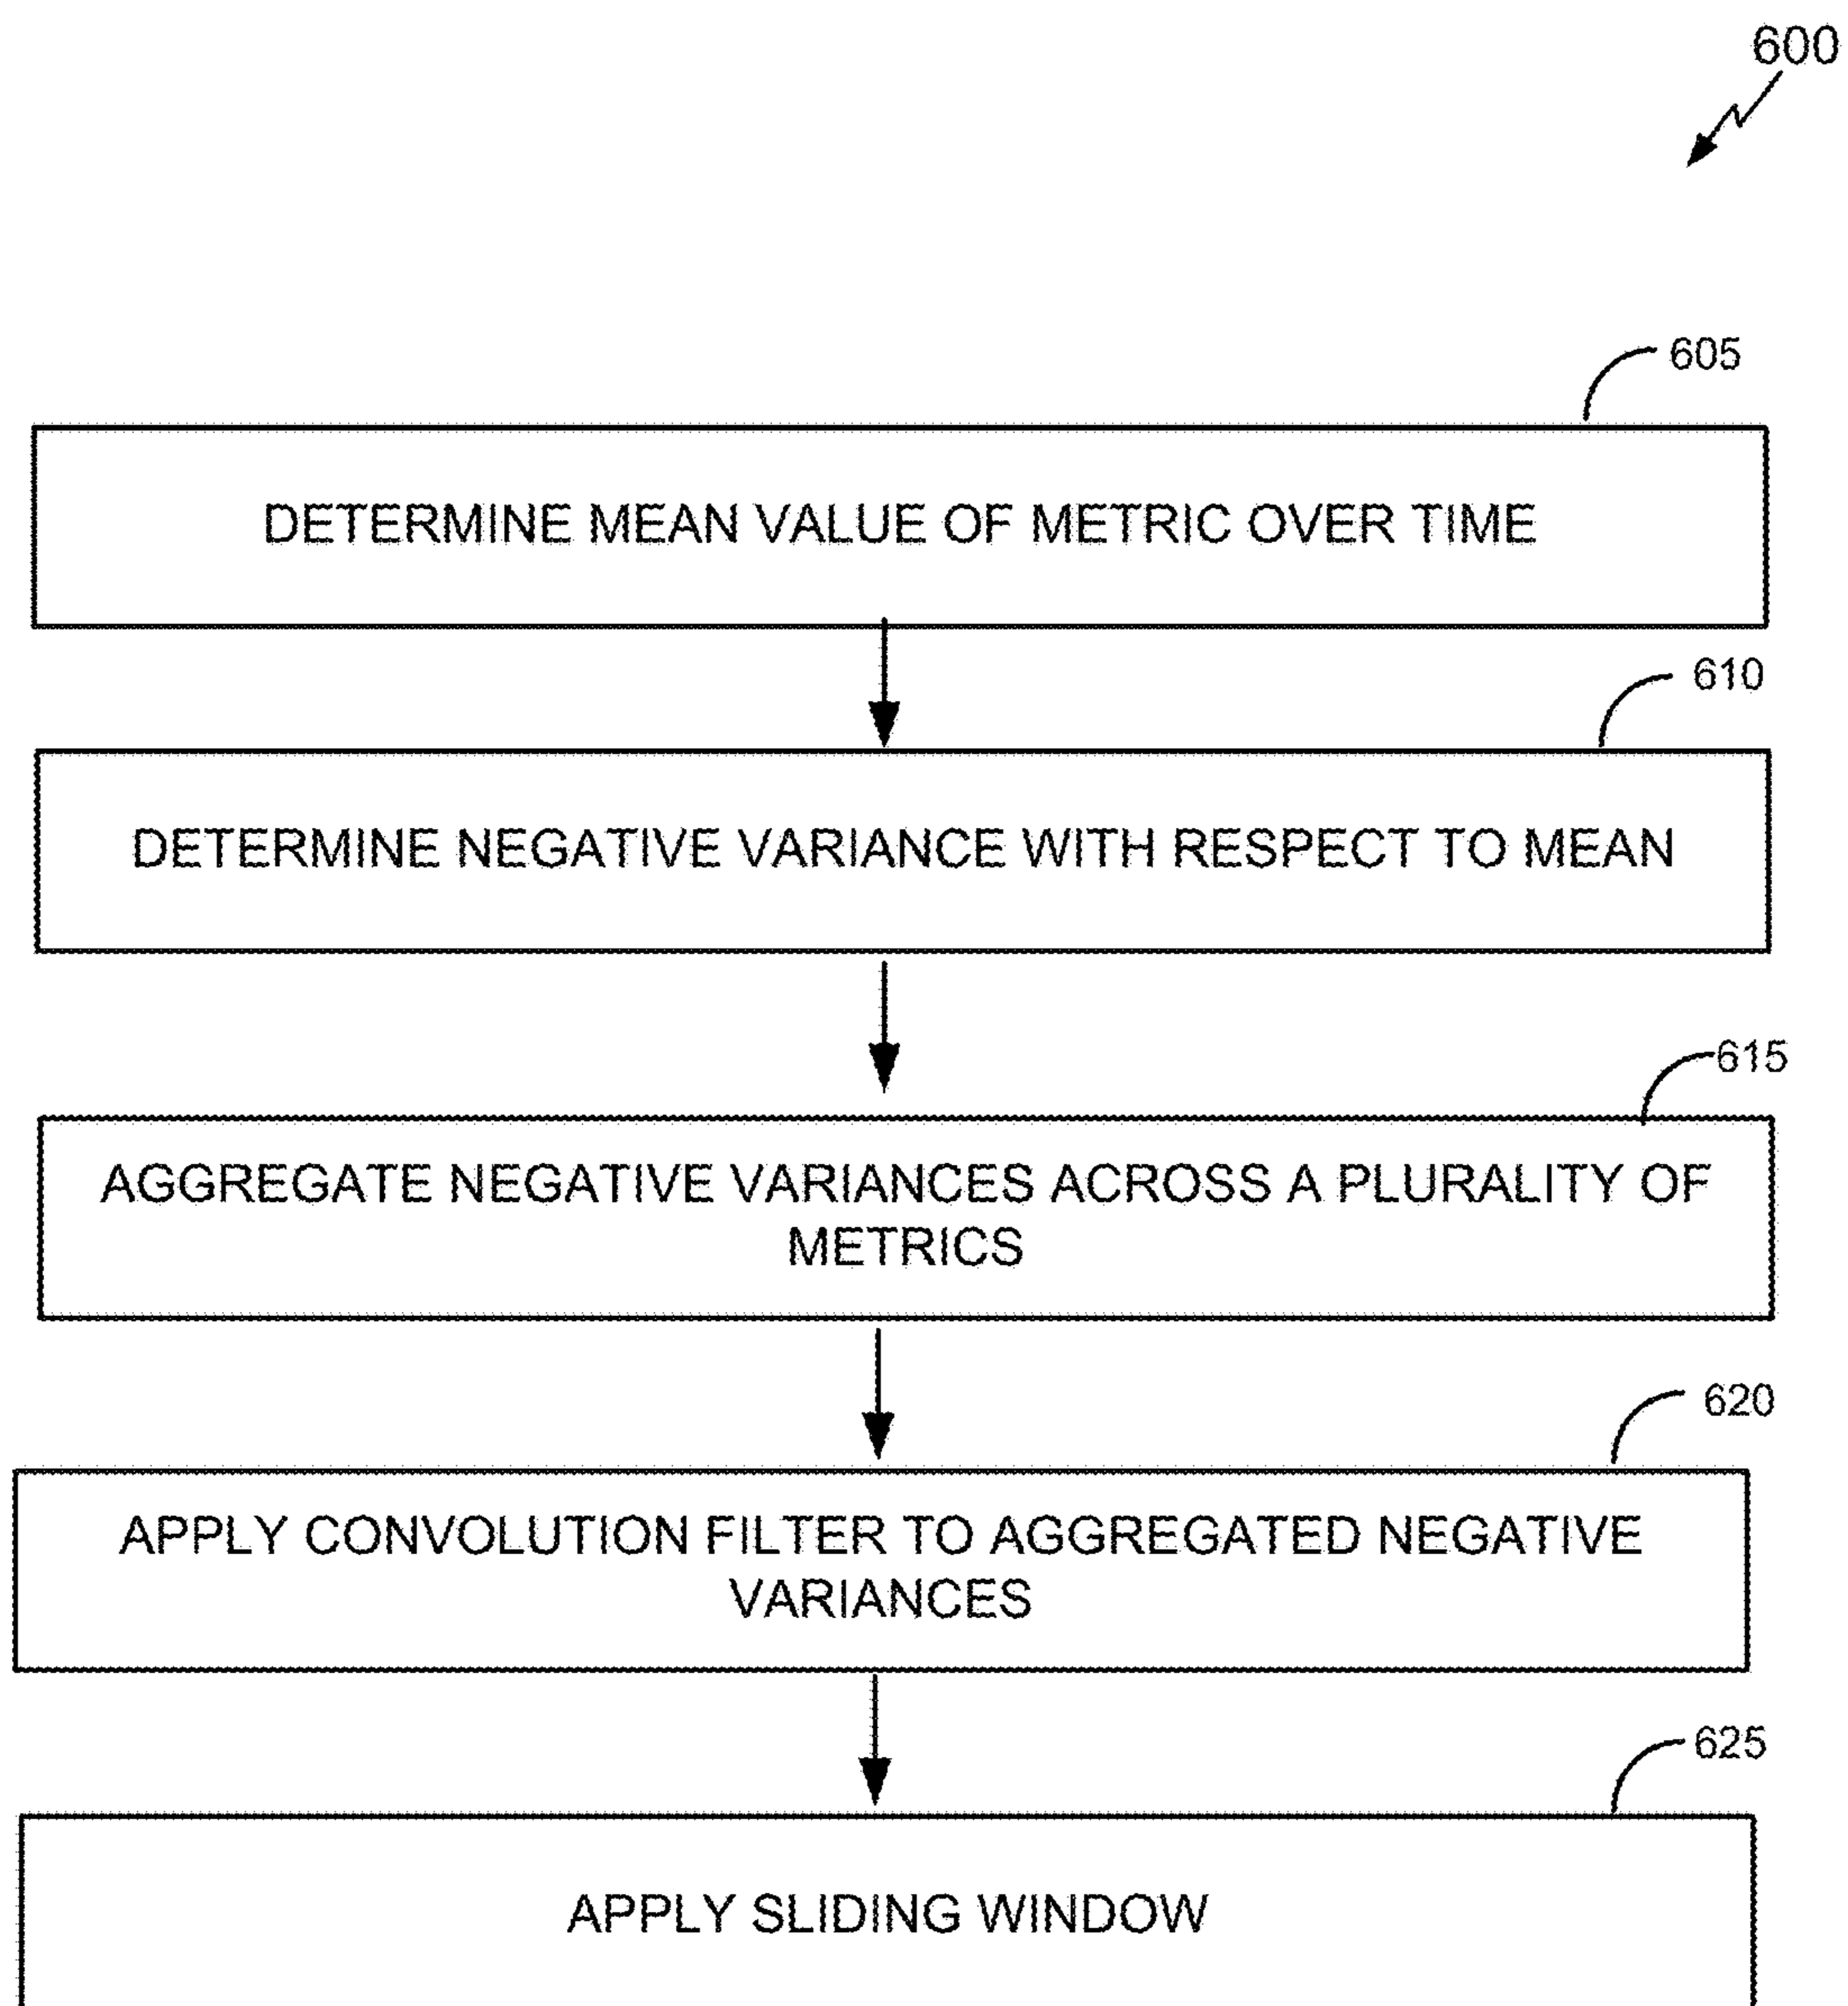 600
605
DETERMINE MEAN VALUE OF METRIC OVER TIME
610
DETERMINE NEGATIVE VARIANCE WITH RESPECT TO MEAN
615
AGGREGATE NEGATIVE VARIANCES ACROSS A PLURALITY OF
METRICS
620
APPLY CONVOLUTION FILTER TO AGGREGATED NEGATIVE
VARIANCES
625
APPLY SLIDING WINDOW